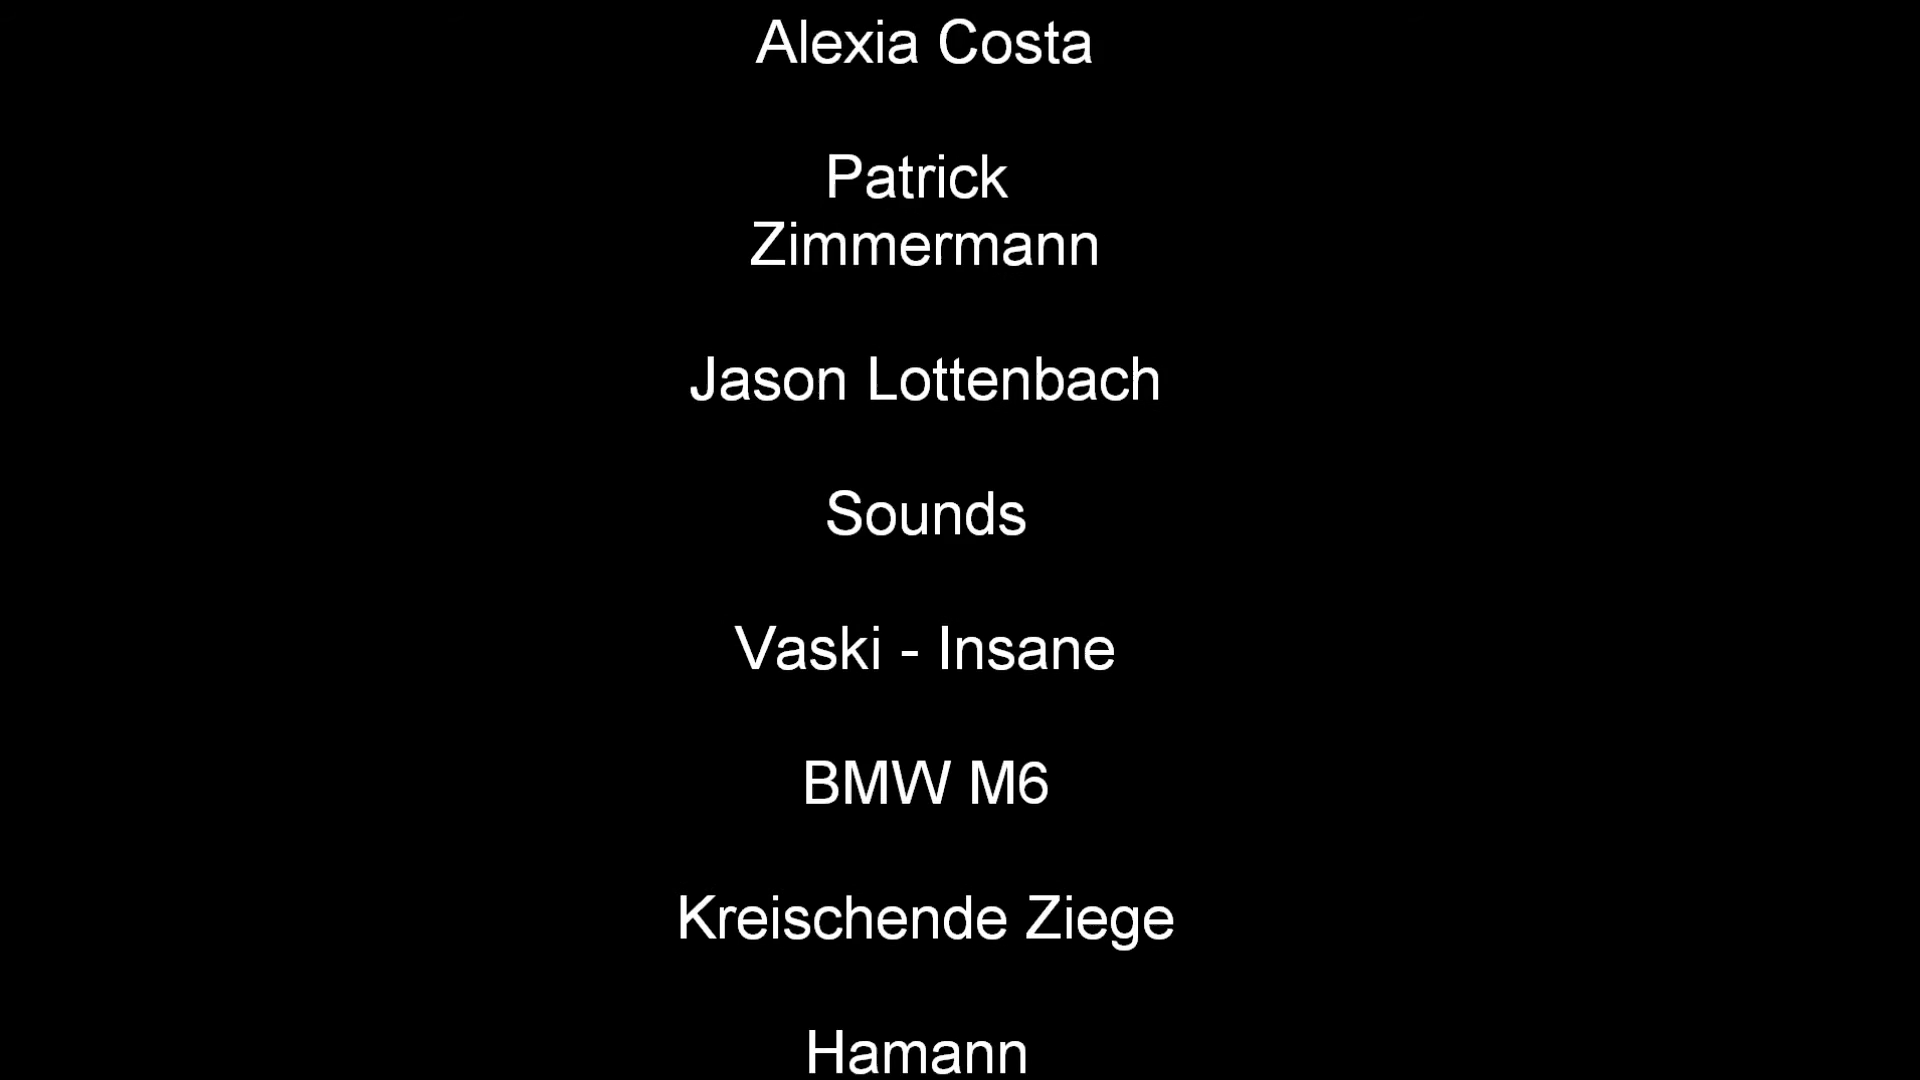 Alexia Costa
Patrick
Zimmermann
Jason Lottenbach
Sounds
Vaski - Insane
BMW M6
Kreischende Ziege
Hamann